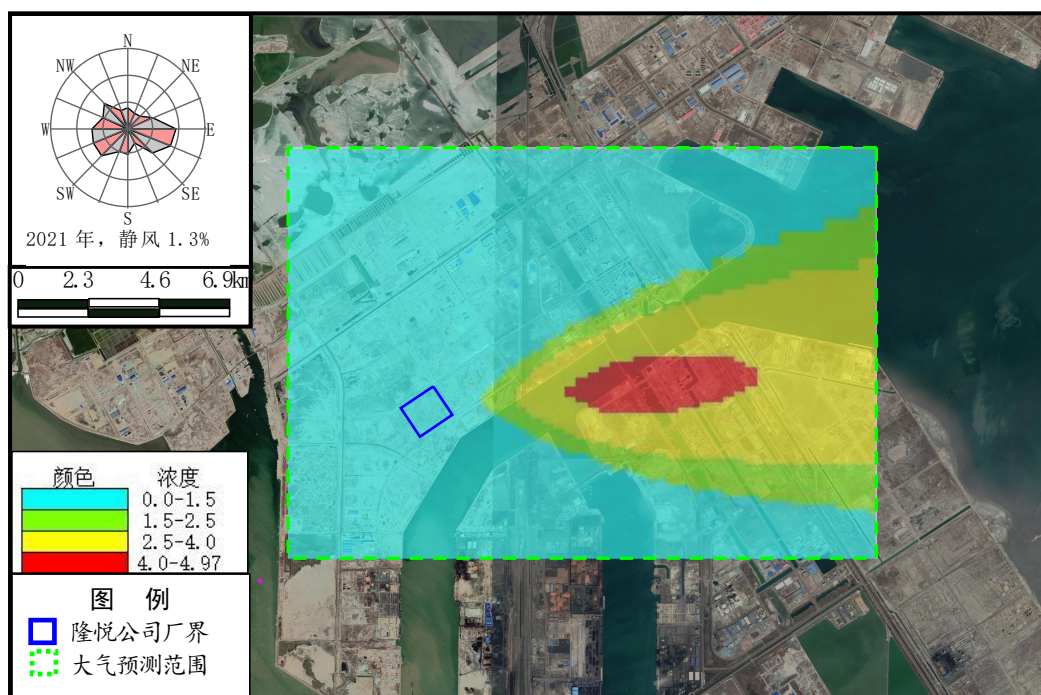 N
NW
NE
W
E
SW
SE
S
2021 年，静风 1.3%
0 2.3 4.6 6.9km
颜色 浓度
0.0-1.5
1.5-2.5
2.5-4.0
4.0-4.97
图 例
隆悦公司厂界
大气预测范围